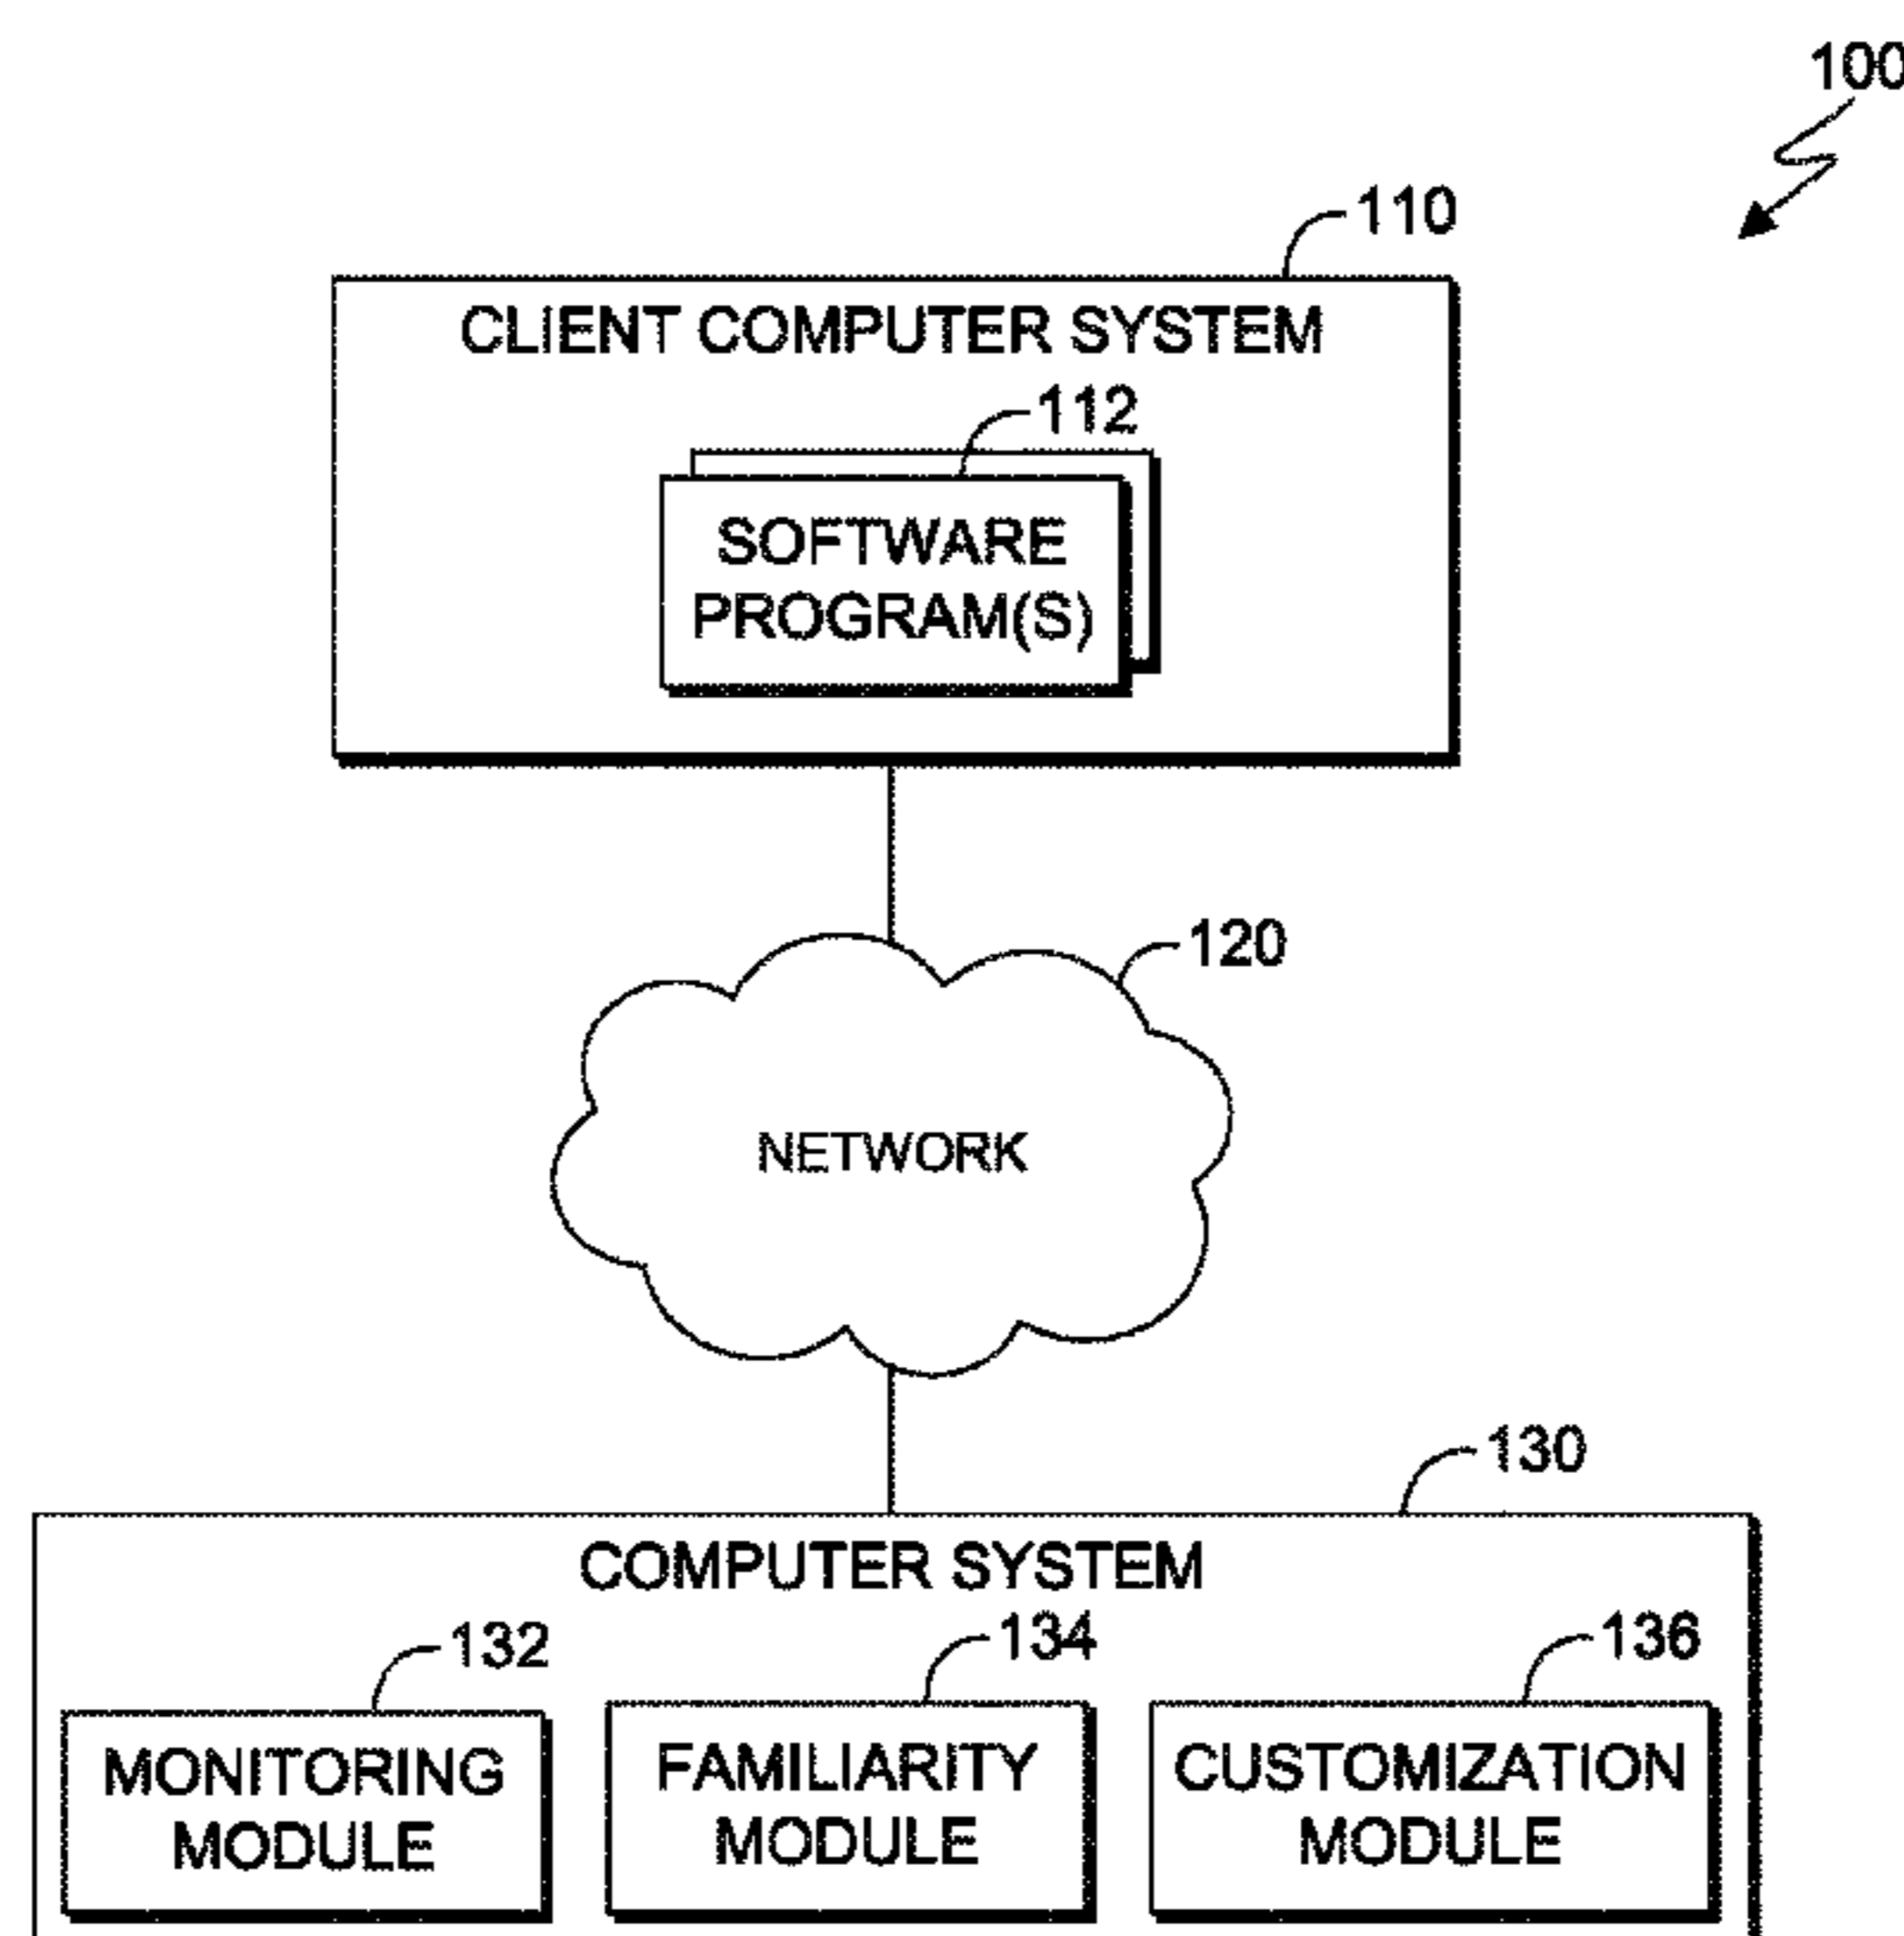 100
110
CLIENT COMPUTER SYSTEM
112
SOFTWARE
PROGRAM(S)
120
NETWORK
130
COMPUTER SYSTEM
132
134
136
MONITORING
MODULE
FAMILIARITY
MODULE
CUSTOMIZATION
MODULE